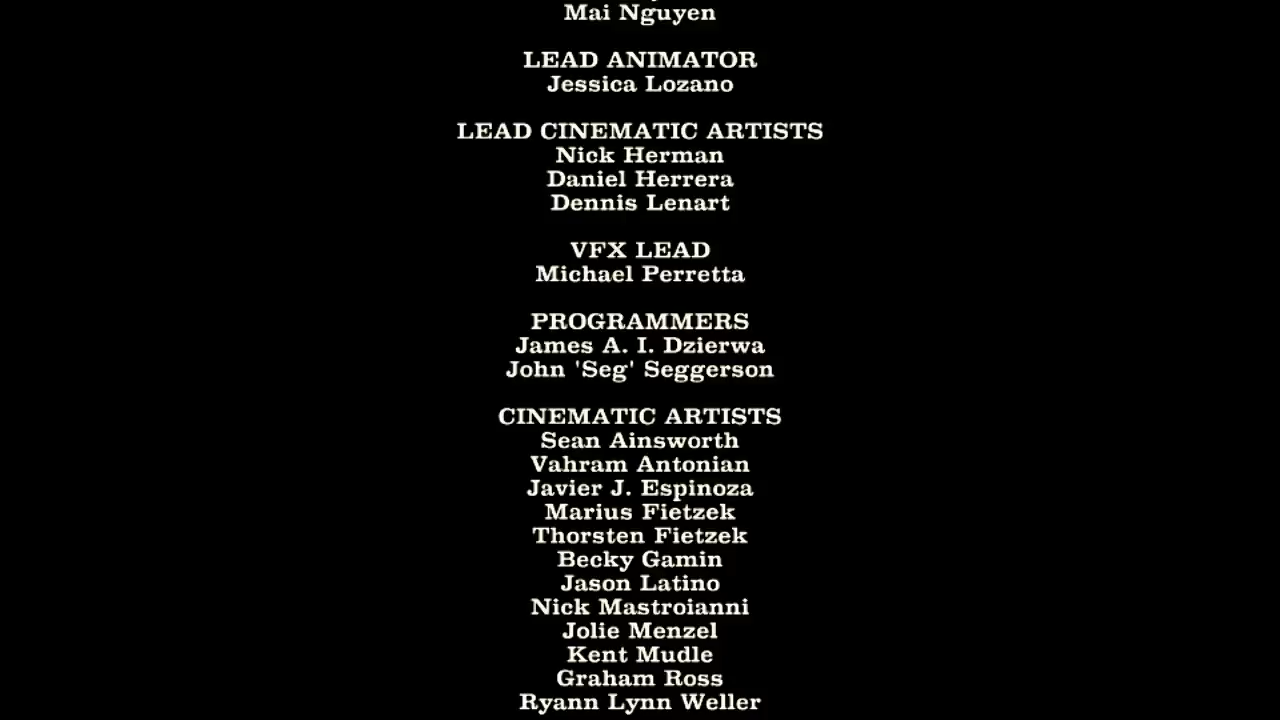 Mai Nguyen
LEAD ANIMATOR
Jessica Lozano
LEAD CINEMATIC ARTISTS
Nick Herman
Daniel Herrera
Dennis Lenart
VFX LEAD
Michael Perretta
PROGRAMMERS
James A. I. Dzierwa
John 'Seg' Seggerson
CINEMATIC ARTISTS
Sean Ainsworth
Vahram Antonian
Javier J. Espinoza
Marius Fietzek
Thorsten Fietzek
Becky Gamin
Jason Latino
Nick Mastroianni
Jolie Menzel
Kent Mudle
Graham Ross
Ryann Lynn Weller